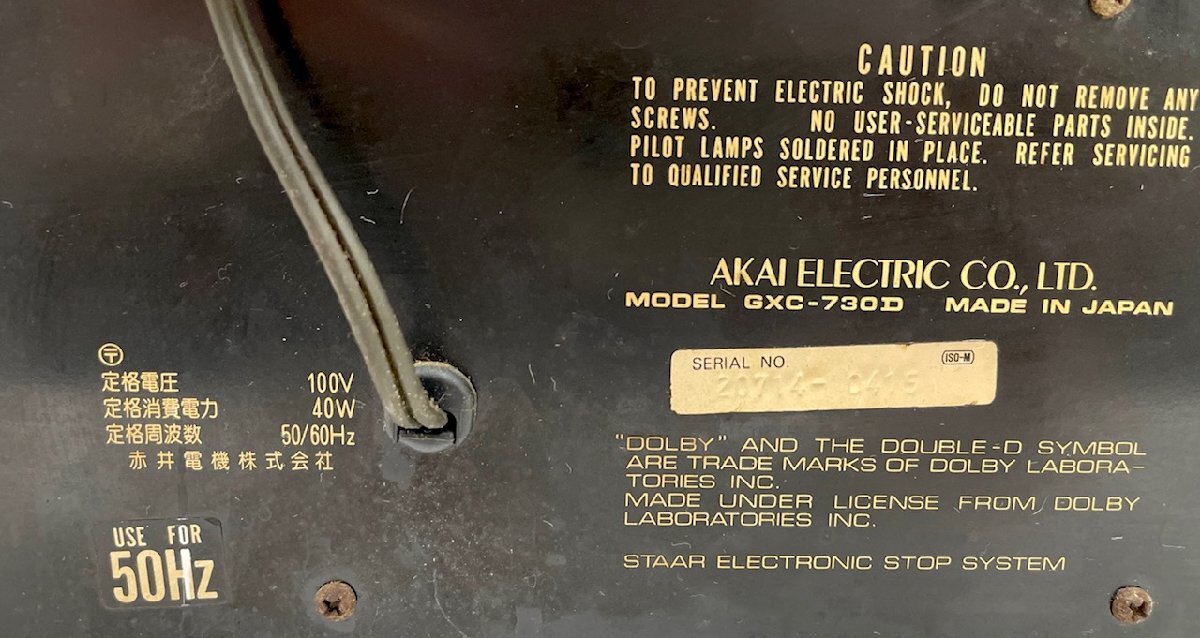 CAUTION
TO PREVENT ELECTRIC SHOCK, DO NOT REMOVE ANY
SCREWS. NO USER-SERVICEABLE PARTS INSIDE.
PILOT LAMPS SOLDERED IN PLACE. REFER SERVICING
TO QUALIFIED SERVICE PERSONNEL.
AKAI ELECTRIC CO., LTD.
MODEL GXC-730D MADE IN JAPAN
SERIAL NO. ISO-M
"DOLBY" AND THE DOUBLE-D SYMBOL
ARE TRADE MARKS OF DOLBY LABORA-
TORIES INC.
MADE UNDER LICENSE FROM DOLBY
LABORATORIES INC.
STAAR ELECTRONIC STOP SYSTEM
〒
定格電圧 100V
定格消費電力 40W
定格周波数 50/60Hz
赤井電機株式会社
USE FOR
50Hz